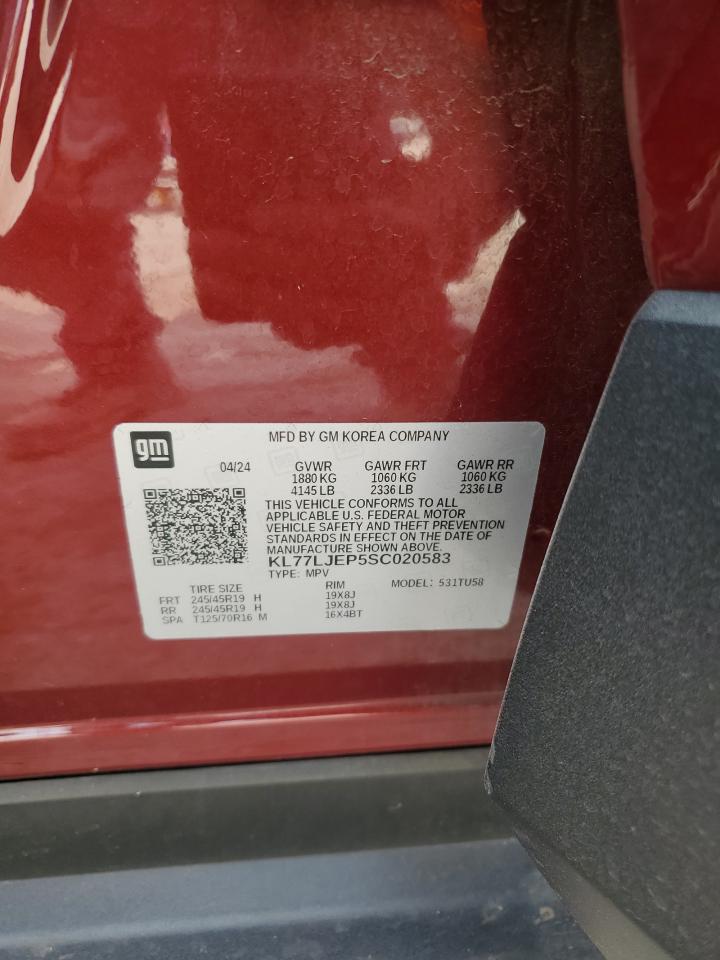 gm
MFD BY GM KOREA COMPANY
04/24 GVWR GAWR FRT GAWR RR
1880 KG 1060 KG 1060 KG
4145 LB 2336 LB 2336 LB
THIS VEHICLE CONFORMS TO ALL
APPLICABLE U.S. FEDERAL MOTOR
VEHICLE SAFETY AND THEFT PREVENTION
STANDARDS IN EFFECT ON THE DATE OF
MANUFACTURE SHOWN ABOVE.
KL77LJEP5SC020583
TYPE: MPV MODEL: 531TU58
TIRE SIZE RIM
FRT 245/45R19 H 19X8J
RR 245/45R19 H 19X8J
SPA T125/70R16 M 16X4BT